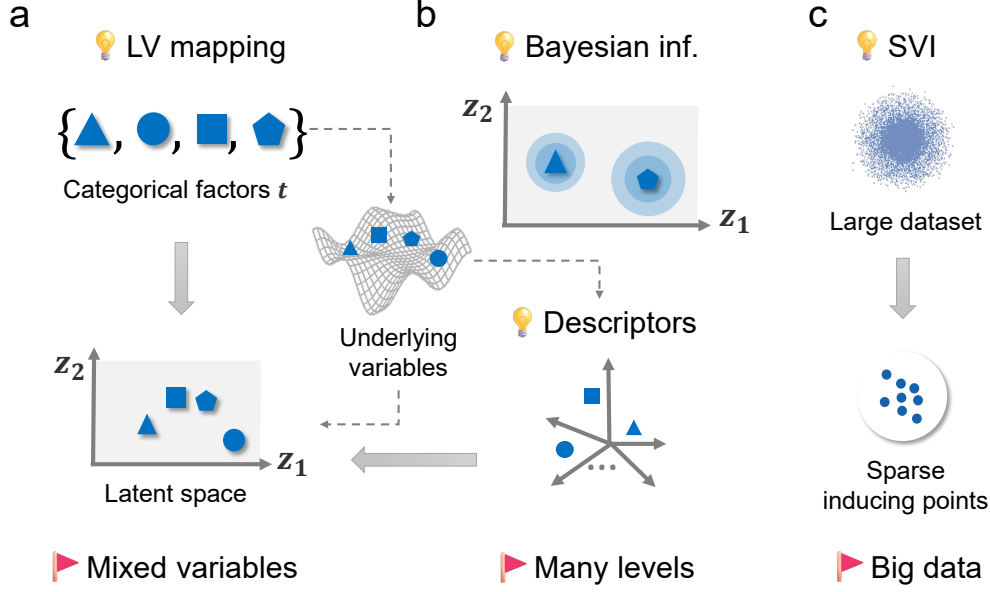 a
LV mapping
{ , , , }
Categorical factors t
Underlying
variables
z₂
z₁
Latent space
Mixed variables
b
Bayesian inf.
z₂
z₁
Descriptors
...
Many levels
c
SVI
Large dataset
Sparse
inducing points
Big data